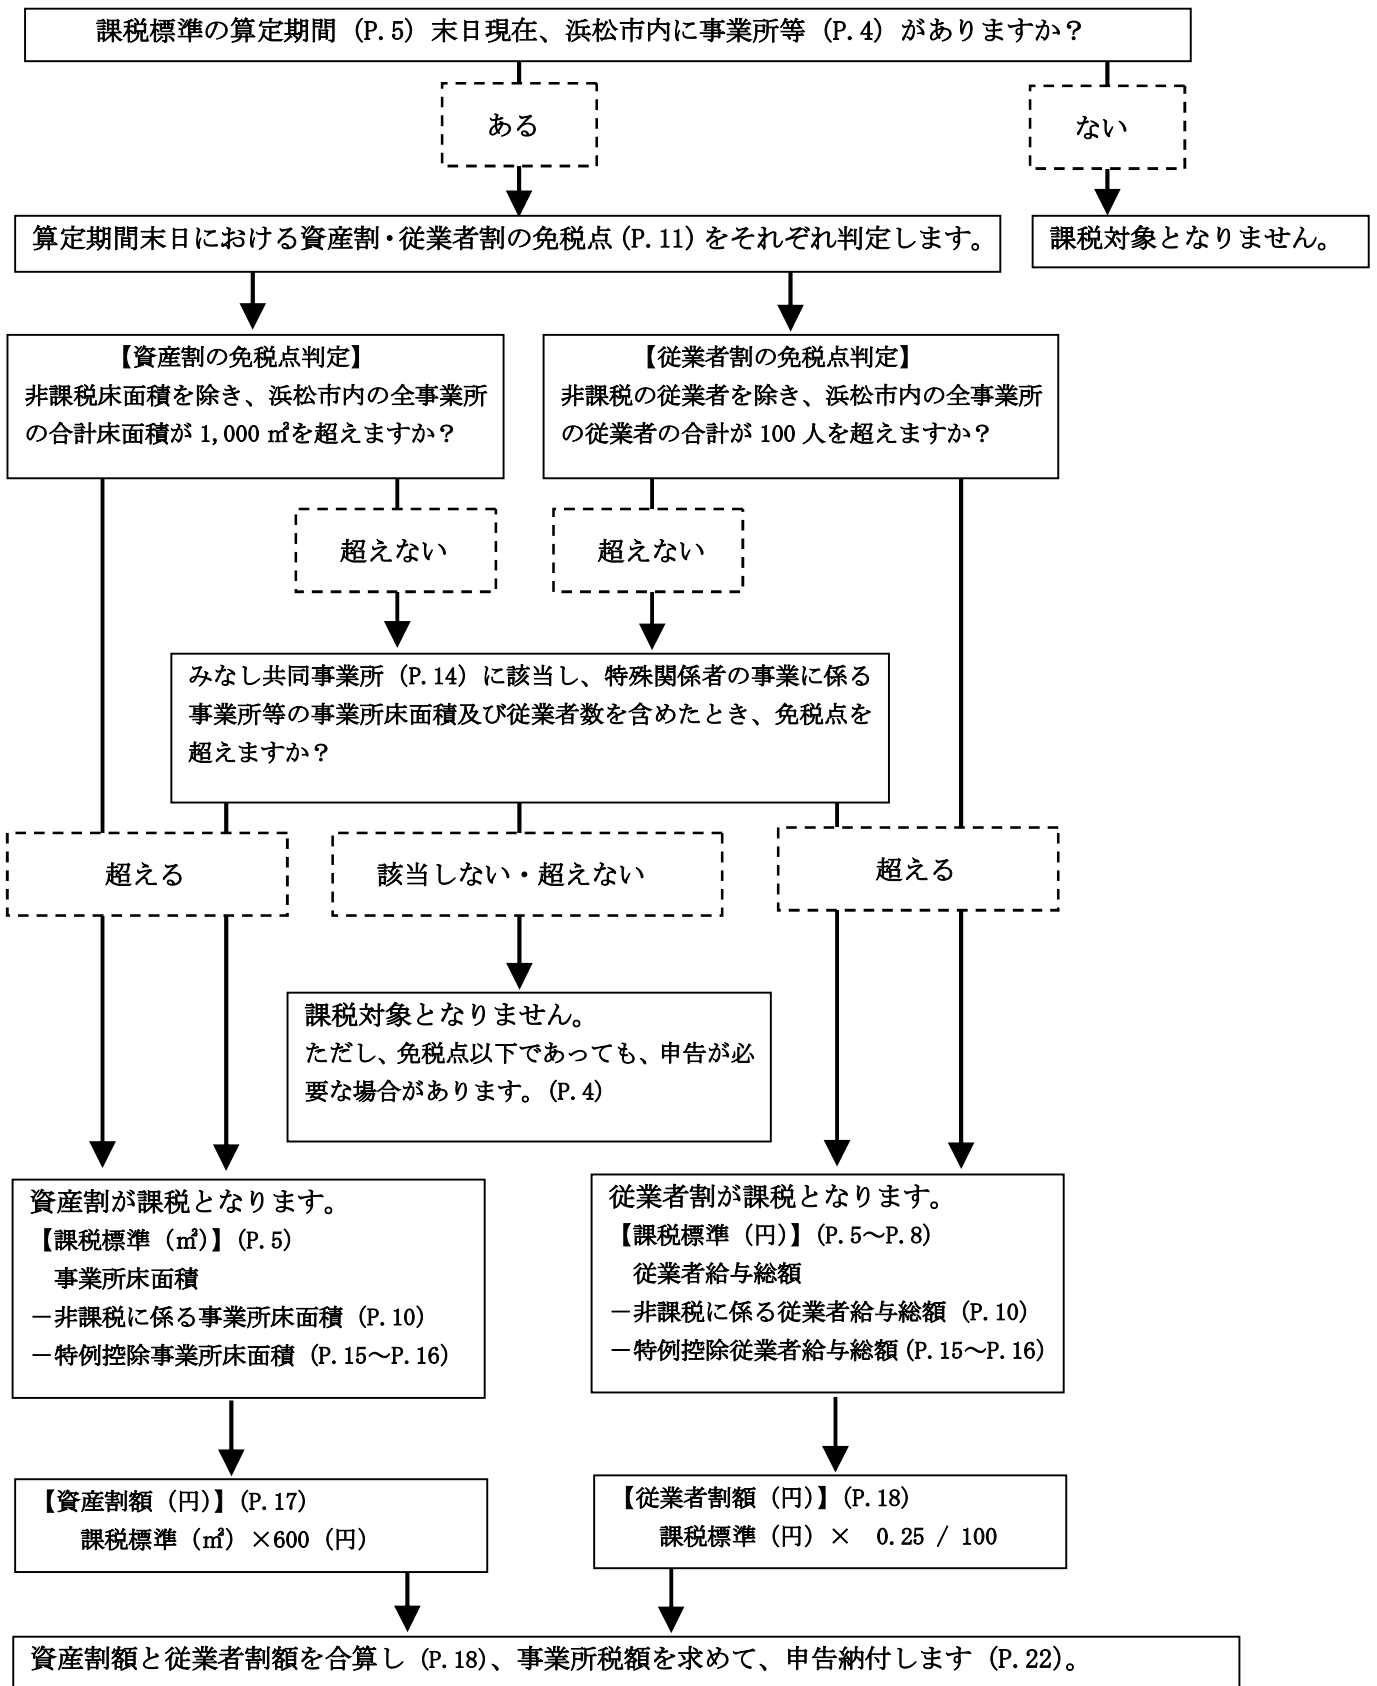 課税標準の算定期間（P.5）末日現在、浜松市内に事業所等（P.4）がありますか？
ある
ない
算定期間末日における資産割・従業者割の免税点(P.11)をそれぞれ判定します。
課税対象となりません。
【資産割の免税点判定】
非課税床面積を除き、浜松市内の全事業所
の合計床面積が 1,000 ㎡を超えますか？
【従業者割の免税点判定】
非課税の従業者を除き、浜松市内の全事業所
の従業者の合計が 100 人を超えますか？
超えない
超えない
みなし共同事業所（P.14）に該当し、特殊関係者の事業に係る
事業所等の事業所床面積及び従業者数を含めたとき、免税点を
超えますか？
超える
該当しない・超えない
超える
課税対象となりません。
ただし、免税点以下であっても、申告が必
要な場合があります。(P.4)
資産割が課税となります。
【課税標準（㎡）】(P.5)
事業所床面積
－非課税に係る事業所床面積（P.10）
－特例控除事業所床面積（P.15～P.16）
従業者割が課税となります。
【課税標準（円）】(P.5～P.8)
従業者給与総額
－非課税に係る従業者給与総額（P.10）
－特例控除従業者給与総額(P.15～P.16)
【資産割額（円）】(P.17)
課税標準（㎡）×600（円）
【従業者割額（円）】(P.18)
課税標準（円）× 0.25 / 100
資産割額と従業者割額を合算し（P.18）、事業所税額を求めて、申告納付します（P.22）。